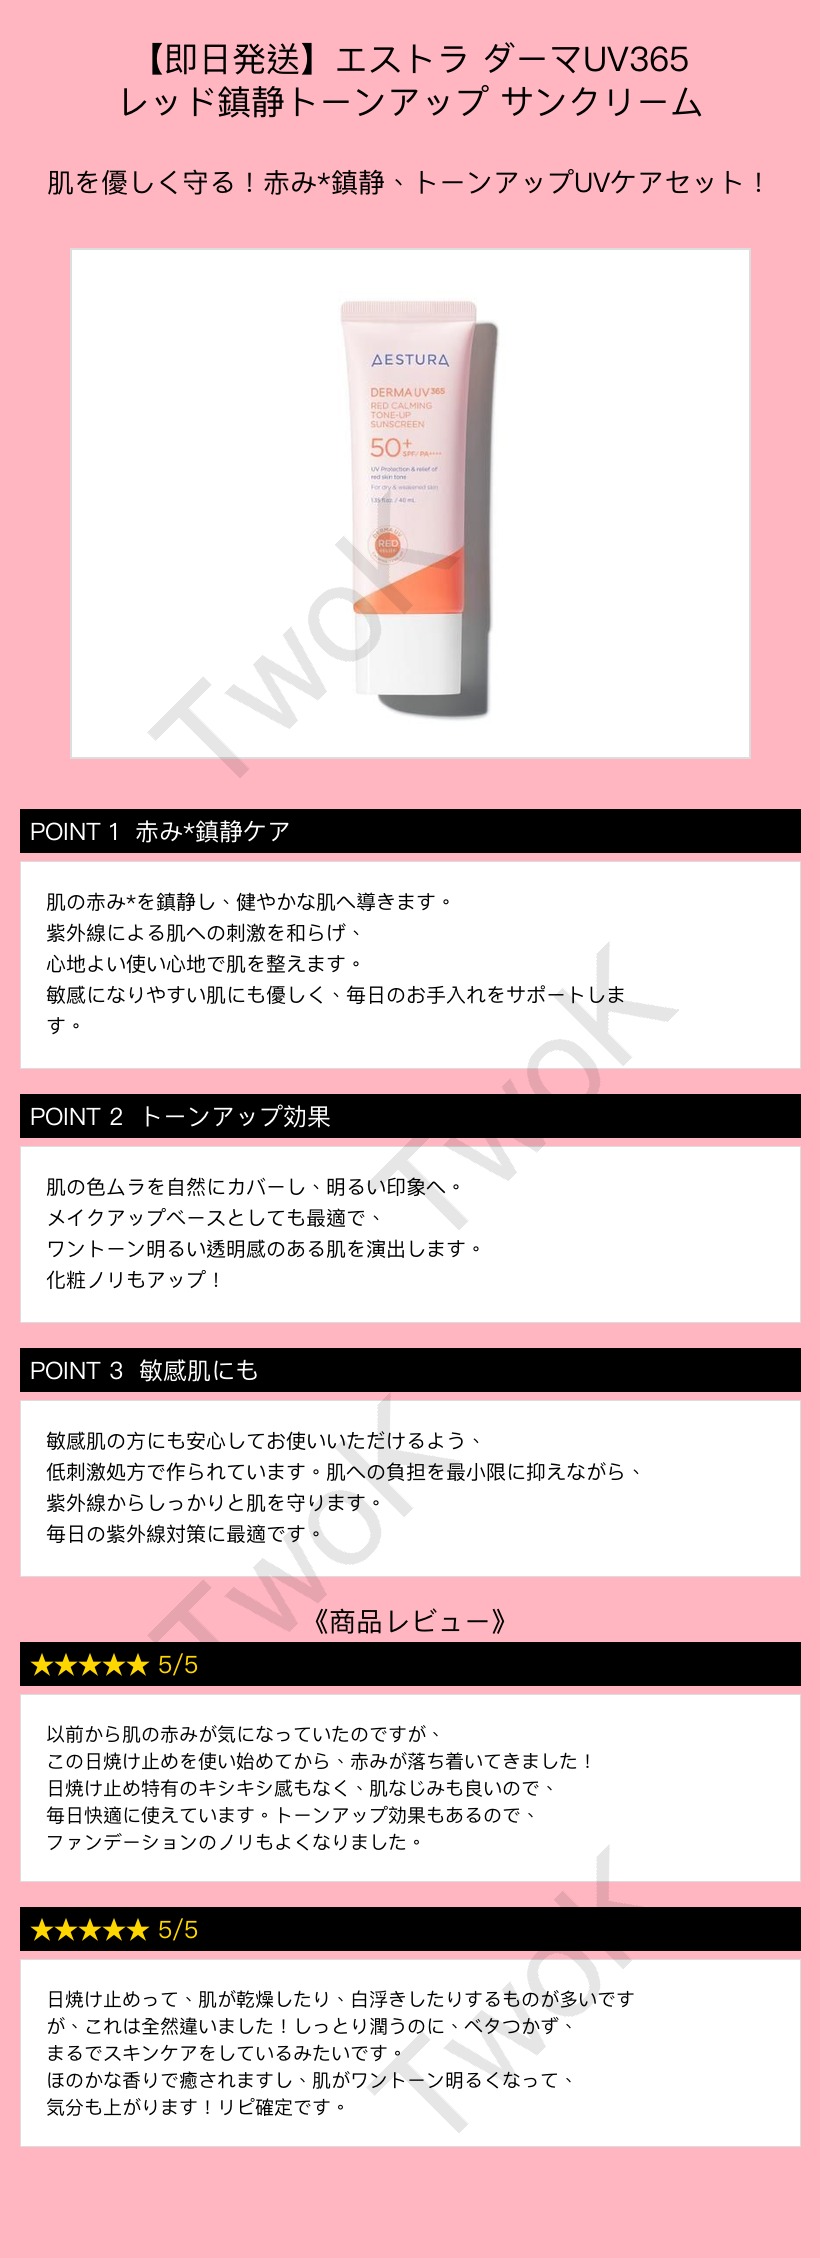 【即日発送】エストラ ダーマUV365
レッド鎮静トーンアップ サンクリーム
肌を優しく守る！赤み*鎮静、トーンアップUVケアセット！
AESTURA
DERMA UV365
RED CALMING
TONE-UP
SUNSCREEN
50+
SPF/ PA++++
UV Protection & relief of
red skin tone
For dry & weakened skin
1.35 fl.oz. / 40 mL
RED
TwoK
POINT 1 赤み*鎮静ケア
肌の赤み*を鎮静し、健やかな肌へ導きます。
紫外線による肌への刺激を和らげ、
心地よい使い心地で肌を整えます。
敏感になりやすい肌にも優しく、毎日のお手入れをサポートしま
す。
TwoK
POINT 2 トーンアップ効果
肌の色ムラを自然にカバーし、明るい印象へ。
メイクアップベースとしても最適で、
ワントーン明るい透明感のある肌を演出します。
化粧ノリもアップ！
POINT 3 敏感肌にも
敏感肌の方にも安心してお使いいただけるよう、
低刺激処方で作られています。肌への負担を最小限に抑えながら、
紫外線からしっかりと肌を守ります。
毎日の紫外線対策に最適です。
TwoK
《商品レビュー》
★★★★★ 5/5
以前から肌の赤みが気になっていたのですが、
この日焼け止めを使い始めてから、赤みが落ち着いてきました！
日焼け止め特有のキシキシ感もなく、肌なじみも良いので、
毎日快適に使えています。トーンアップ効果もあるので、
ファンデーションのノリもよくなりました。
★★★★★ 5/5
日焼け止めって、肌が乾燥したり、白浮きしたりするものが多いです
が、これは全然違いました！しっとり潤うのに、ベタつかず、
まるでスキンケアをしているみたいです。
ほのかな香りで癒されますし、肌がワントーン明るくなって、
気分も上がります！リピ確定です。
TwoK